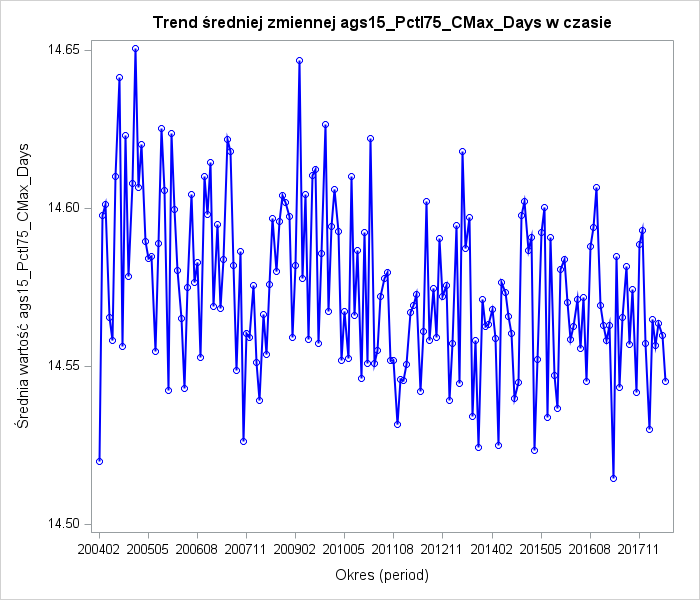 Trend średniej zmiennej ags15_Pctl75_CMax_Days w czasie
Średnia wartość ags15_Pctl75_CMax_Days
14.65
14.60
14.55
14.50
200402 200505 200608 200711 200902 201005 201108 201211 201402 201505 201608 201711
Okres (period)